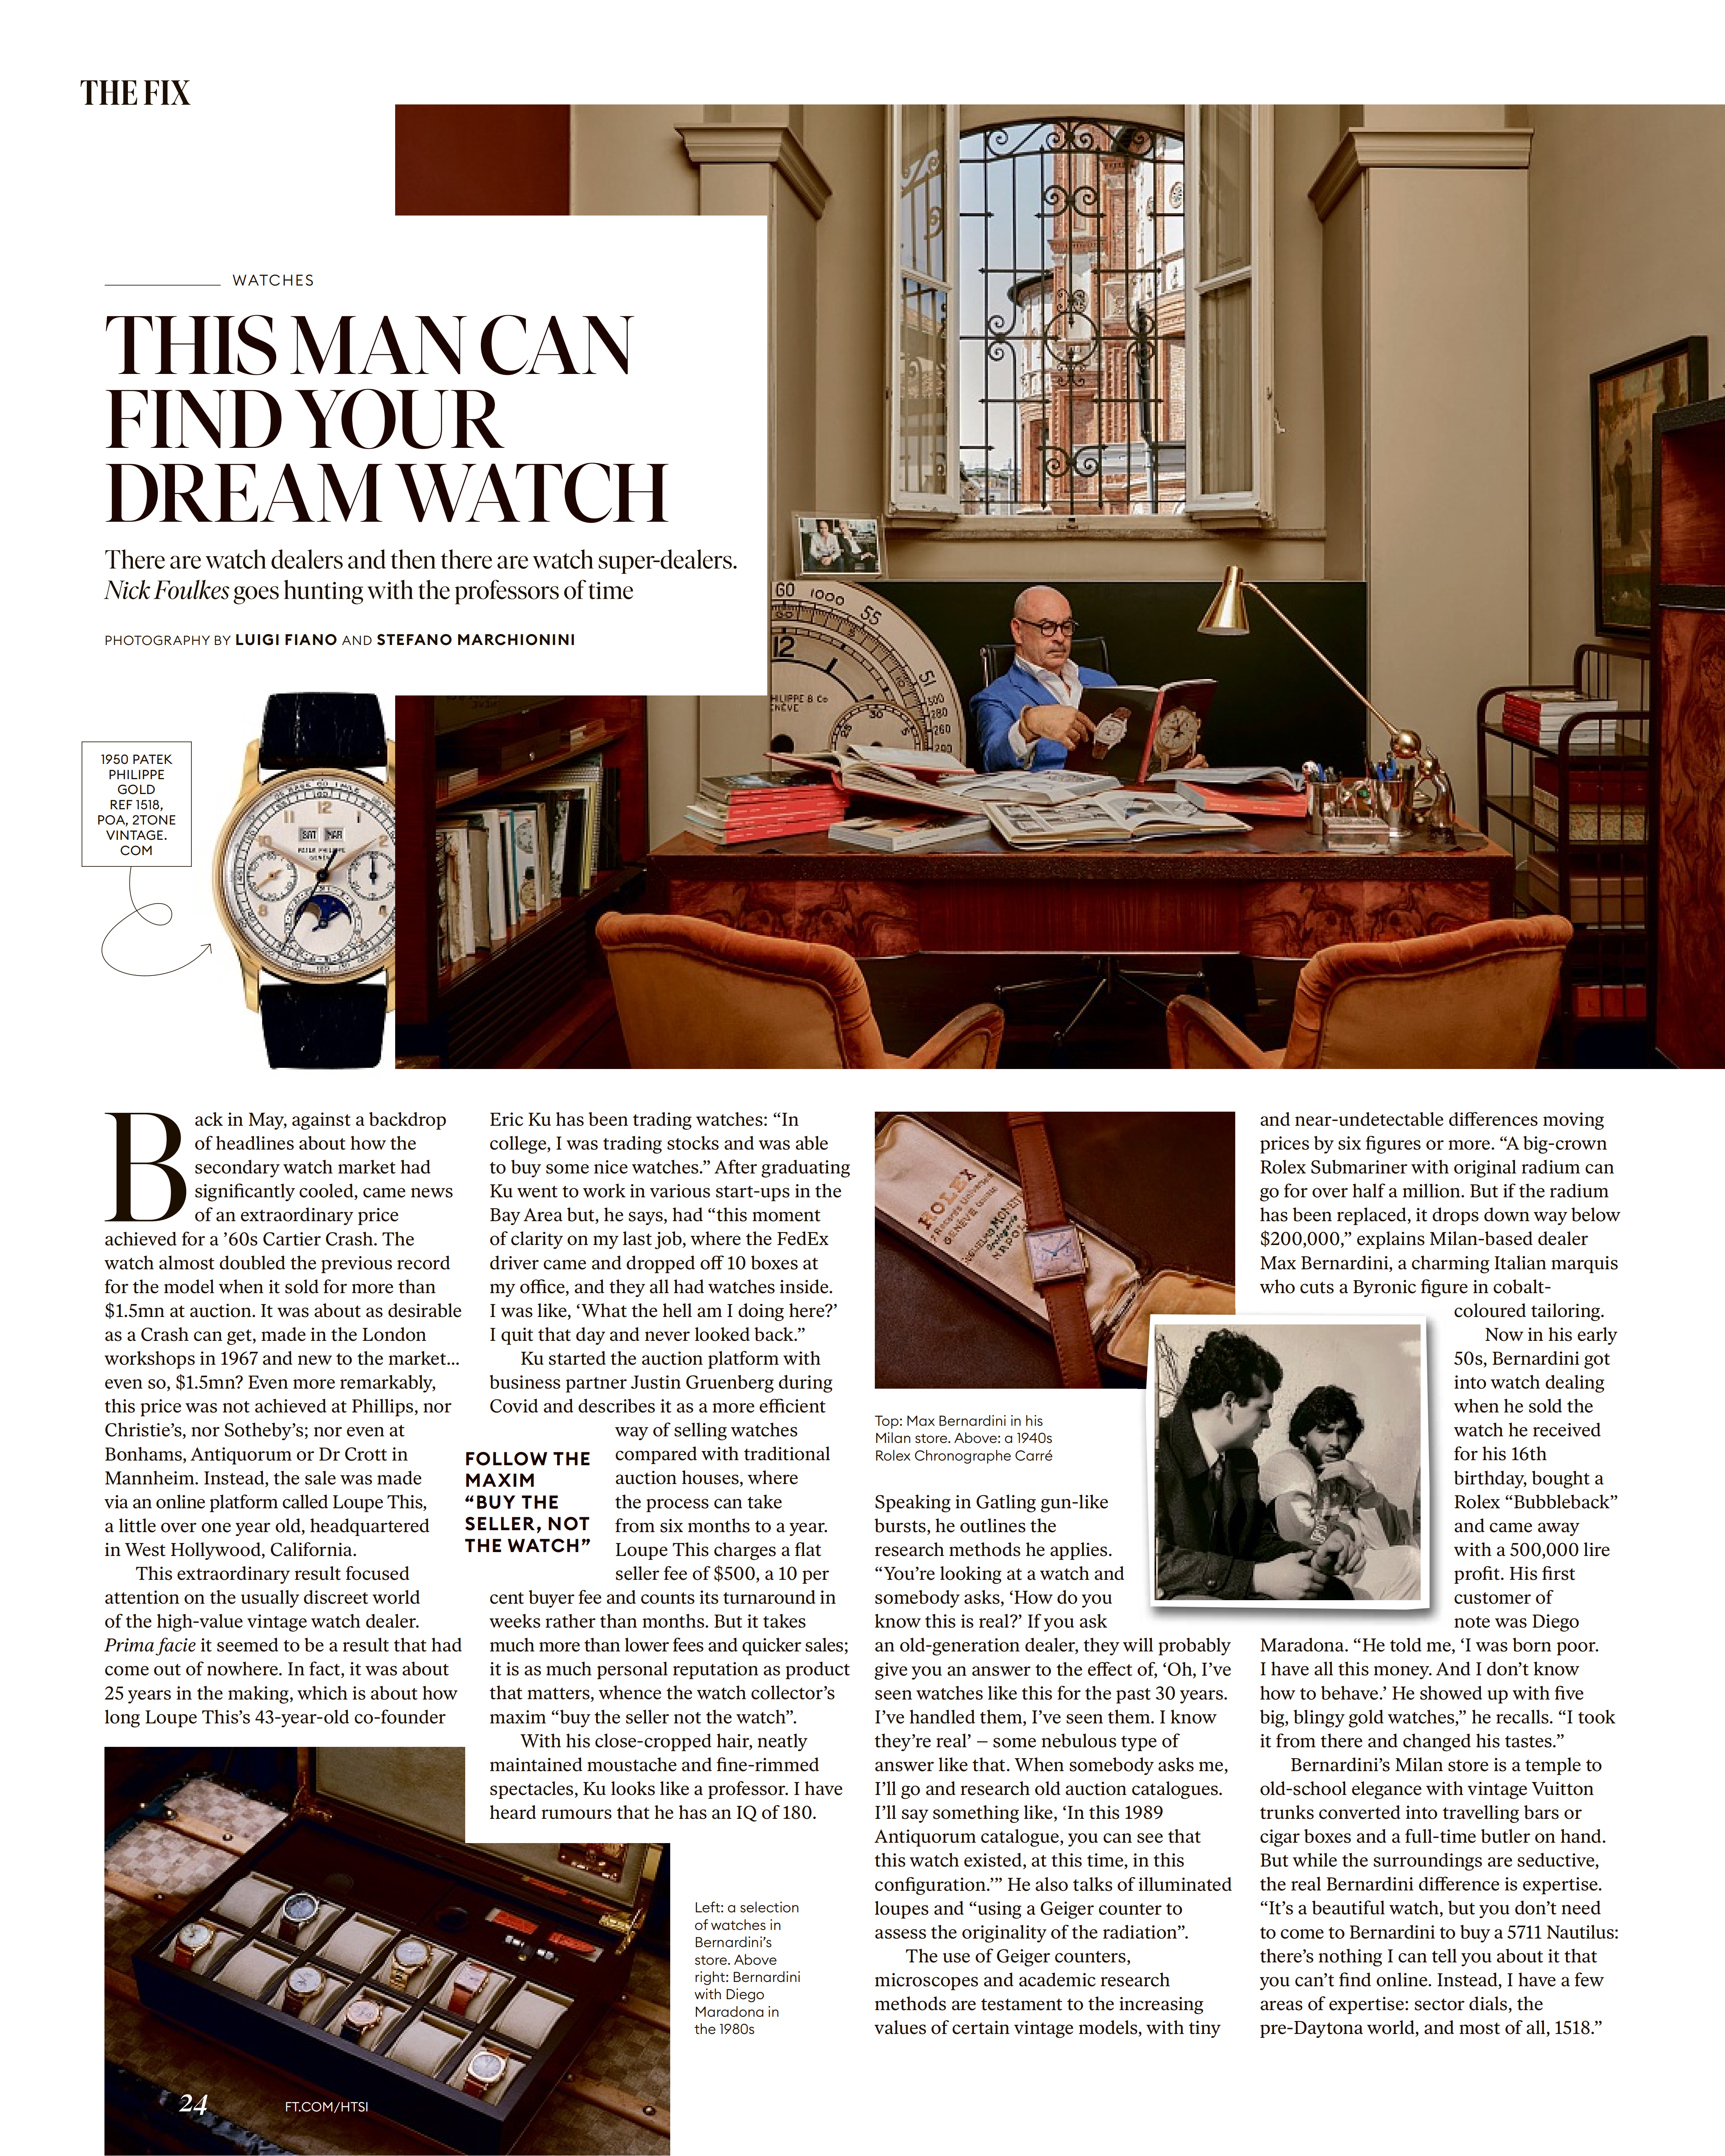 THE FIX
WATCHES
THIS MAN CAN
FIND YOUR
DREAM WATCH
There are watch dealers and then there are watch super-dealers.
Nick Foulkes goes hunting with the professors of time
PHOTOGRAPHY BY LUIGI FIANO AND STEFANO MARCHIONINI
60 1000 55
12
51
500
280
260
HILIPPE & Co
NÈVE
30
1950 PATEK
PHILIPPE
GOLD
REF 1518,
POA, 2TONE
VINTAGE.
COM
SAT MAR
Back in May, against a backdrop
of headlines about how the
secondary watch market had
significantly cooled, came news
of an extraordinary price
achieved for a ’60s Cartier Crash. The
watch almost doubled the previous record
for the model when it sold for more than
$1.5mn at auction. It was about as desirable
as a Crash can get, made in the London
workshops in 1967 and new to the market...
even so, $1.5mn? Even more remarkably,
this price was not achieved at Phillips, nor
Christie’s, nor Sotheby’s; nor even at
Bonhams, Antiquorum or Dr Crott in
Mannheim. Instead, the sale was made
via an online platform called Loupe This,
a little over one year old, headquartered
in West Hollywood, California.
This extraordinary result focused
attention on the usually discreet world
of the high-value vintage watch dealer.
Prima facie it seemed to be a result that had
come out of nowhere. In fact, it was about
25 years in the making, which is about how
long Loupe This’s 43-year-old co-founder
Eric Ku has been trading watches: “In
college, I was trading stocks and was able
to buy some nice watches.” After graduating
Ku went to work in various start-ups in the
Bay Area but, he says, had “this moment
of clarity on my last job, where the FedEx
driver came and dropped off 10 boxes at
my office, and they all had watches inside.
I was like, ‘What the hell am I doing here?’
I quit that day and never looked back.”
Ku started the auction platform with
business partner Justin Gruenberg during
Covid and describes it as a more efficient
way of selling watches
compared with traditional
auction houses, where
the process can take
from six months to a year.
Loupe This charges a flat
seller fee of $500, a 10 per
cent buyer fee and counts its turnaround in
weeks rather than months. But it takes
much more than lower fees and quicker sales;
it is as much personal reputation as product
that matters, whence the watch collector’s
maxim “buy the seller not the watch”.
With his close-cropped hair, neatly
maintained moustache and fine-rimmed
spectacles, Ku looks like a professor. I have
heard rumours that he has an IQ of 180.
FOLLOW THE
MAXIM
“BUY THE
SELLER, NOT
THE WATCH”
ROLEX
GENÈVE
Top: Max Bernardini in his
Milan store. Above: a 1940s
Rolex Chronographe Carré
Speaking in Gatling gun-like
bursts, he outlines the
research methods he applies.
“You’re looking at a watch and
somebody asks, ‘How do you
know this is real?’ If you ask
an old-generation dealer, they will probably
give you an answer to the effect of, ‘Oh, I’ve
seen watches like this for the past 30 years.
I’ve handled them, I’ve seen them. I know
they’re real’ – some nebulous type of
answer like that. When somebody asks me,
I’ll go and research old auction catalogues.
I’ll say something like, ‘In this 1989
Antiquorum catalogue, you can see that
this watch existed, at this time, in this
configuration.’” He also talks of illuminated
loupes and “using a Geiger counter to
assess the originality of the radiation”.
The use of Geiger counters,
microscopes and academic research
methods are testament to the increasing
values of certain vintage models, with tiny
and near-undetectable differences moving
prices by six figures or more. “A big-crown
Rolex Submariner with original radium can
go for over half a million. But if the radium
has been replaced, it drops down way below
$200,000,” explains Milan-based dealer
Max Bernardini, a charming Italian marquis
who cuts a Byronic figure in cobalt-
coloured tailoring.
Now in his early
50s, Bernardini got
into watch dealing
when he sold the
watch he received
for his 16th
birthday, bought a
Rolex “Bubbleback”
and came away
with a 500,000 lire
profit. His first
customer of
note was Diego
Maradona. “He told me, ‘I was born poor.
I have all this money. And I don’t know
how to behave.’ He showed up with five
big, blingy gold watches,” he recalls. “I took
it from there and changed his tastes.”
Bernardini’s Milan store is a temple to
old-school elegance with vintage Vuitton
trunks converted into travelling bars or
cigar boxes and a full-time butler on hand.
But while the surroundings are seductive,
the real Bernardini difference is expertise.
“It’s a beautiful watch, but you don’t need
to come to Bernardini to buy a 5711 Nautilus:
there’s nothing I can tell you about it that
you can’t find online. Instead, I have a few
areas of expertise: sector dials, the
pre-Daytona world, and most of all, 1518.”
Left: a selection
of watches in
Bernardini’s
store. Above
right: Bernardini
with Diego
Maradona in
the 1980s
24
FT.COM/HTSI